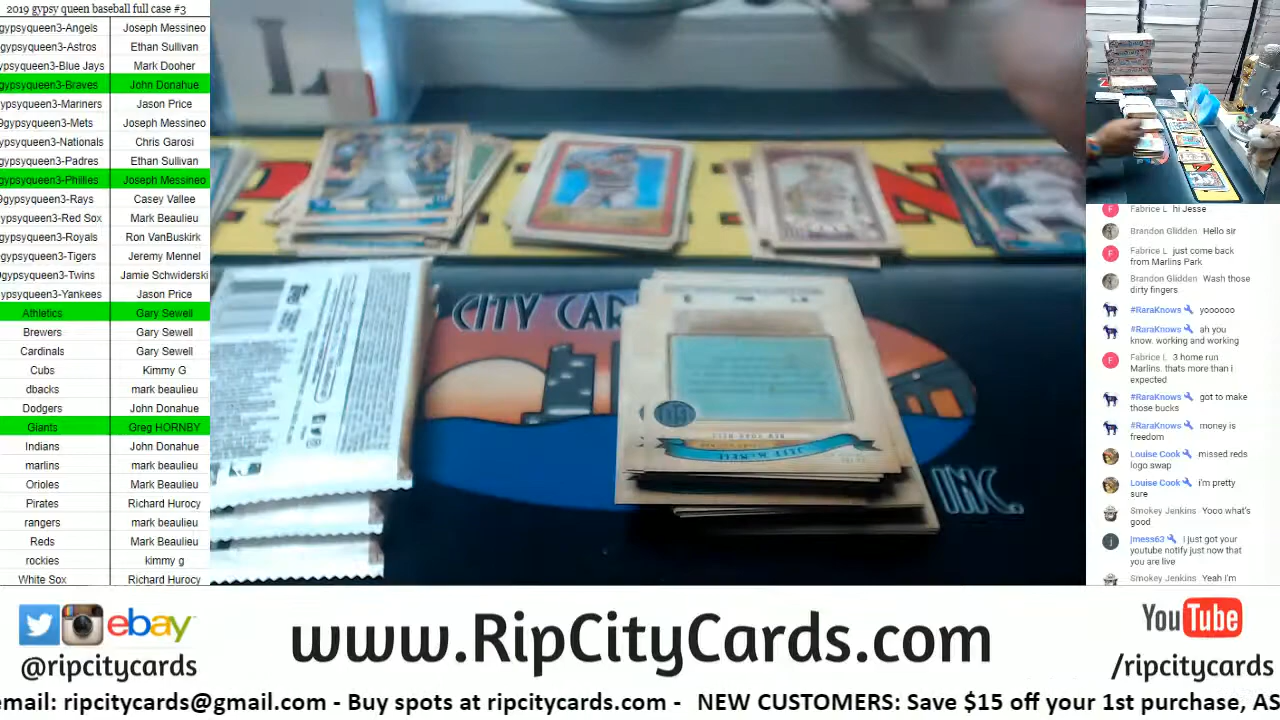 2019 gypsy queen baseball full case #3
gypsyqueen3-Angels Joseph Messineo
gypsyqueen3-Astros Ethan Sullivan
ypsyqueen3-Blue Jays Mark Dooher
gypsyqueen3-Braves John Donahue
ypsyqueen3-Mariners Jason Price
9gypsyqueen3-Mets Joseph Messineo
ypsyqueen3-Nationals Chris Garosi
gypsyqueen3-Padres Ethan Sullivan
gypsyqueen3-Phillies Joseph Messineo
9gypsyqueen3-Rays Casey Vallee
ypsyqueen3-Red Sox Mark Beaulieu
gypsyqueen3-Royals Ron VanBuskirk
gypsyqueen3-Tigers Jeremy Mennel
gypsyqueen3-Twins Jamie Schwiderski
ypsyqueen3-Yankees Jason Price
Athletics Gary Sewell
Brewers Gary Sewell
Cardinals Gary Sewell
Cubs Kimmy G
dbacks mark beaulieu
Dodgers John Donahue
Giants Greg HORNBY
Indians John Donahue
marlins mark beaulieu
Orioles Mark Beaulieu
Pirates Richard Hurocy
rangers mark beaulieu
Reds Mark Beaulieu
rockies kimmy g
White Sox Richard Hurocy
CITY CAR
INC.
JEFF McNEIL
Fabrice L hi Jesse
Brandon Glidden Hello sir
Fabrice L just come back
from Marlins Park
Brandon Glidden Wash those
dirty fingers
#RaraKnows yoooooo
#RaraKnows ah you
know. working and working
Fabrice L 3 home run
Marlins. thats more than i
expected
#RaraKnows got to make
those bucks
#RaraKnows money is
freedom
Louise Cook missed reds
logo swap
Louise Cook i'm pretty
sure
Smokey Jenkins Yooo what's
good
jmess63 I just got your
youtube notify just now that
you are live
Smokey Jenkins Yeah I'm
ebay
@ripcitycards
www.RipCityCards.com
YouTube
/ripcitycards
email: ripcitycards@gmail.com - Buy spots at ripcitycards.com - NEW CUSTOMERS: Save $15 off your 1st purchase, AS